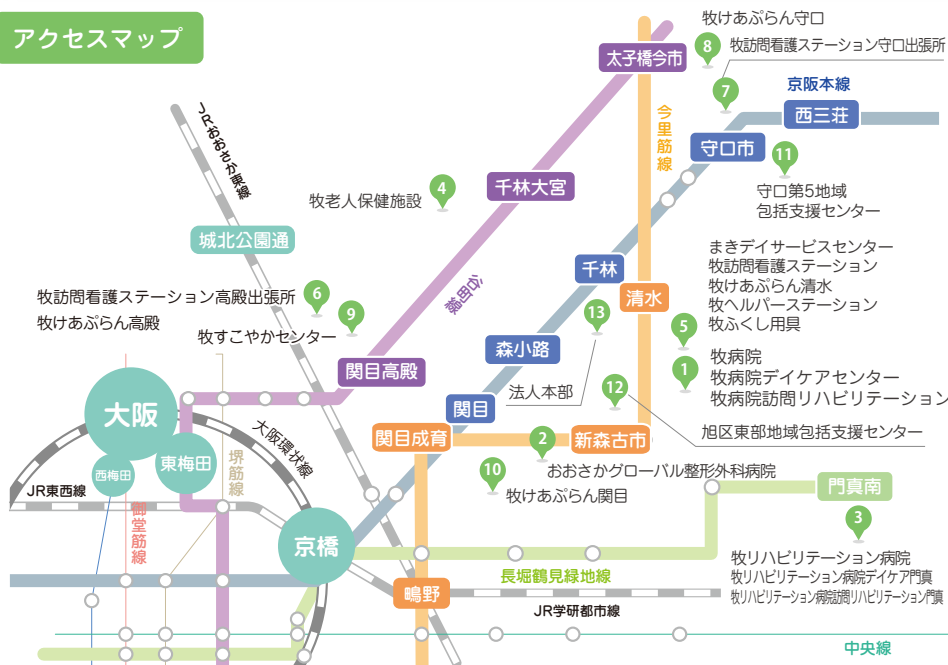 アクセスマップ
牧けあぷらん守口
8
牧訪問看護ステーション守口出張所
太子橋今市
7
京阪本線
西三荘
JRおおさか東線
今里筋線
守口市
11
守口第5地域
包括支援センター
千林大宮
4
牧老人保健施設
城北公園通
谷町線
千林
清水
まきデイサービスセンター
牧訪問看護ステーション
牧けあぷらん清水
牧ヘルパーステーション
牧ふくし用具
5
6
牧訪問看護ステーション高殿出張所
牧けあぷらん高殿
9
牧すこやかセンター
13
森小路
法人本部
関目高殿
1
牧病院
牧病院デイケアセンター
牧病院訪問リハビリテーション
12
旭区東部地域包括支援センター
大阪
関目
関目成育
2
新森古市
おおさかグローバル整形外科病院
大阪環状線
堺筋線
東梅田
西梅田
10
牧けあぷらん関目
JR東西線
御堂筋線
門真南
3
京橋
牧リハビリテーション病院
牧リハビリテーション病院デイケア門真
牧リハビリテーション病院訪問リハビリテーション門真
長堀鶴見緑地線
鴫野
JR学研都市線
中央線